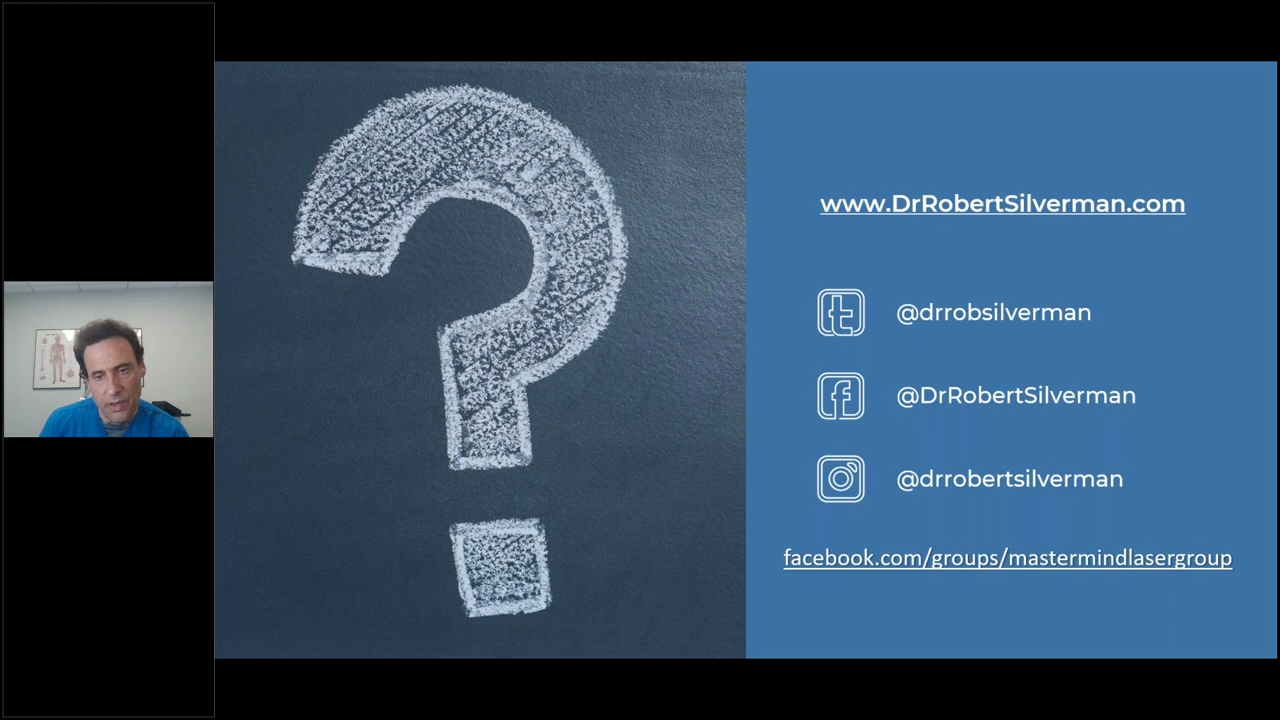 www.DrRobertSilverman.com
@drrobsilverman
@DrRobertSilverman
@drrobertsilverman
facebook.com/groups/mastermindlasergroup